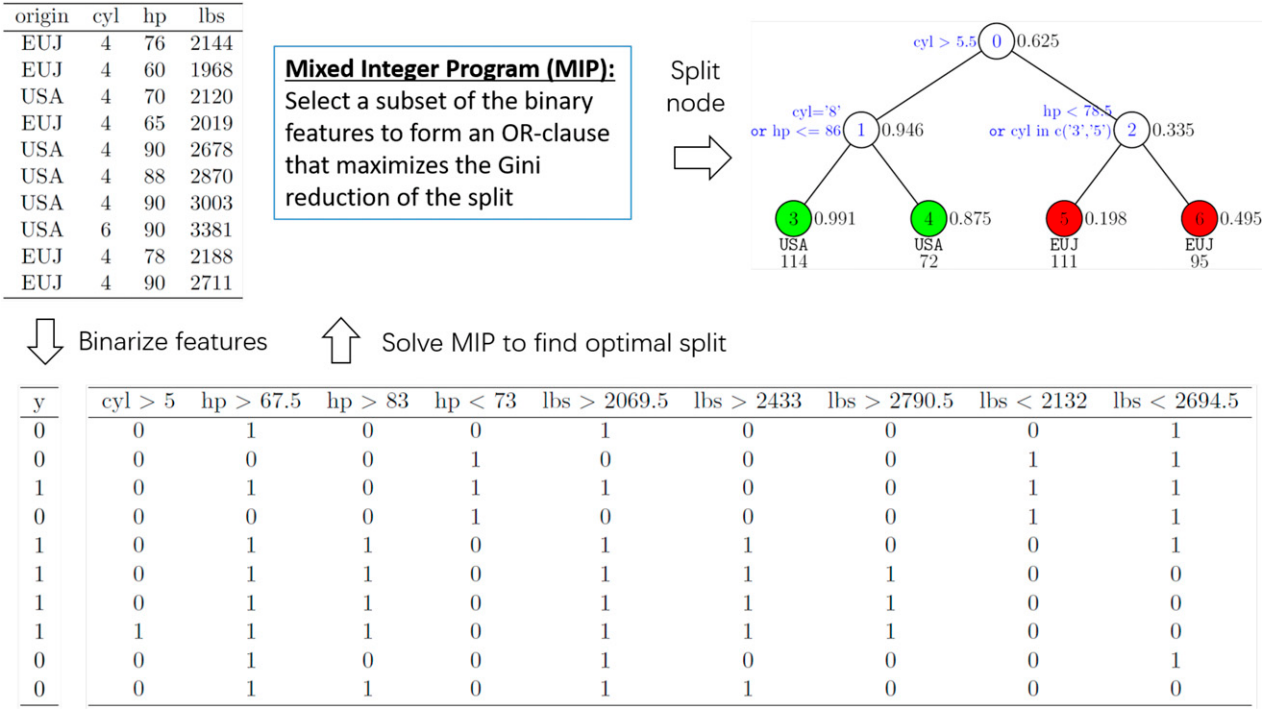 origin cyl hp lbs
EUJ 4 76 2144
EUJ 4 60 1968
USA 4 70 2120
EUJ 4 65 2019
USA 4 90 2678
USA 4 88 2870
USA 4 90 3003
USA 6 90 3381
EUJ 4 78 2188
EUJ 4 90 2711
Mixed Integer Program (MIP):
Select a subset of the binary
features to form an OR-clause
that maximizes the Gini
reduction of the split
Split
node
cyl > 5.5 0 0.625
cyl='8'
or hp <= 86 1 0.946
hp < 78.5
or cyl in c('3','5') 2 0.335
3 0.991 4 0.875 5 0.198 6 0.495
USA USA EUJ EUJ
114 72 111 95
Binarize features
Solve MIP to find optimal split
y cyl > 5 hp > 67.5 hp > 83 hp < 73 lbs > 2069.5 lbs > 2433 lbs > 2790.5 lbs < 2132 lbs < 2694.5
0 0 1 0 0 1 0 0 0 1
0 0 0 0 1 0 0 0 1 1
1 0 1 0 1 1 0 0 1 1
0 0 0 0 1 0 0 0 1 1
1 0 1 1 0 1 1 0 0 1
1 0 1 1 0 1 1 1 0 0
1 0 1 1 0 1 1 1 0 0
1 1 1 1 0 1 1 1 0 0
0 0 1 0 0 1 0 0 0 1
0 0 1 1 0 1 1 0 0 0